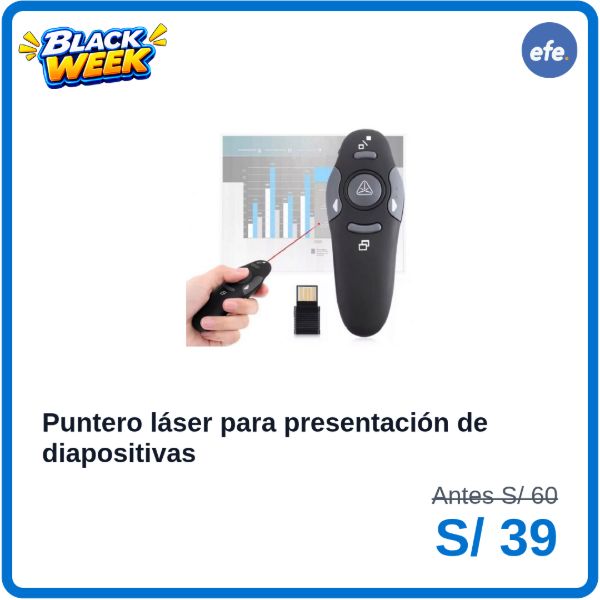 BLACK
WEEK
efe.
Puntero láser para presentación de
diapositivas
Antes S/ 60
S/ 39